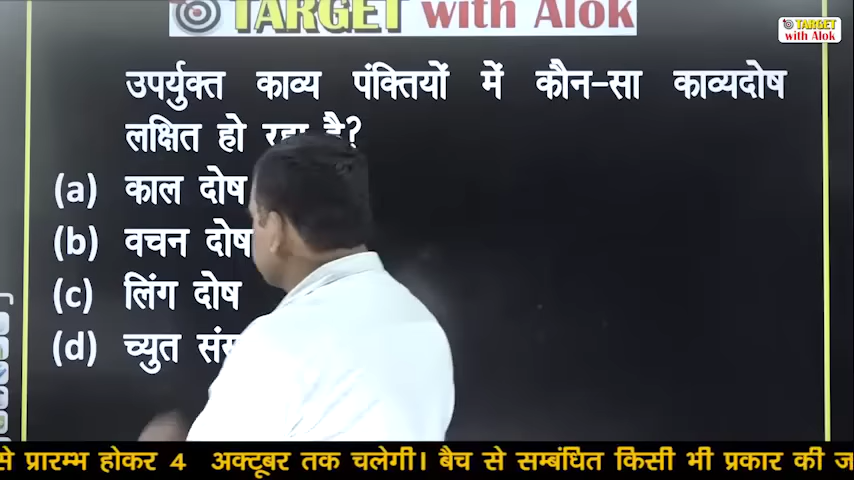 TARGET with Alok
TARGET
with Alok
उपर्युक्त काव्य पंक्तियों में कौन-सा काव्यदोष
लक्षित हो रहा है?
(a) काल दोष
(b) वचन दोष
(c) लिंग दोष
(d) च्युत
से प्रारम्भ होकर 4 अक्टूबर तक चलेगी। बैच से सम्बंधित किसी भी प्रकार की